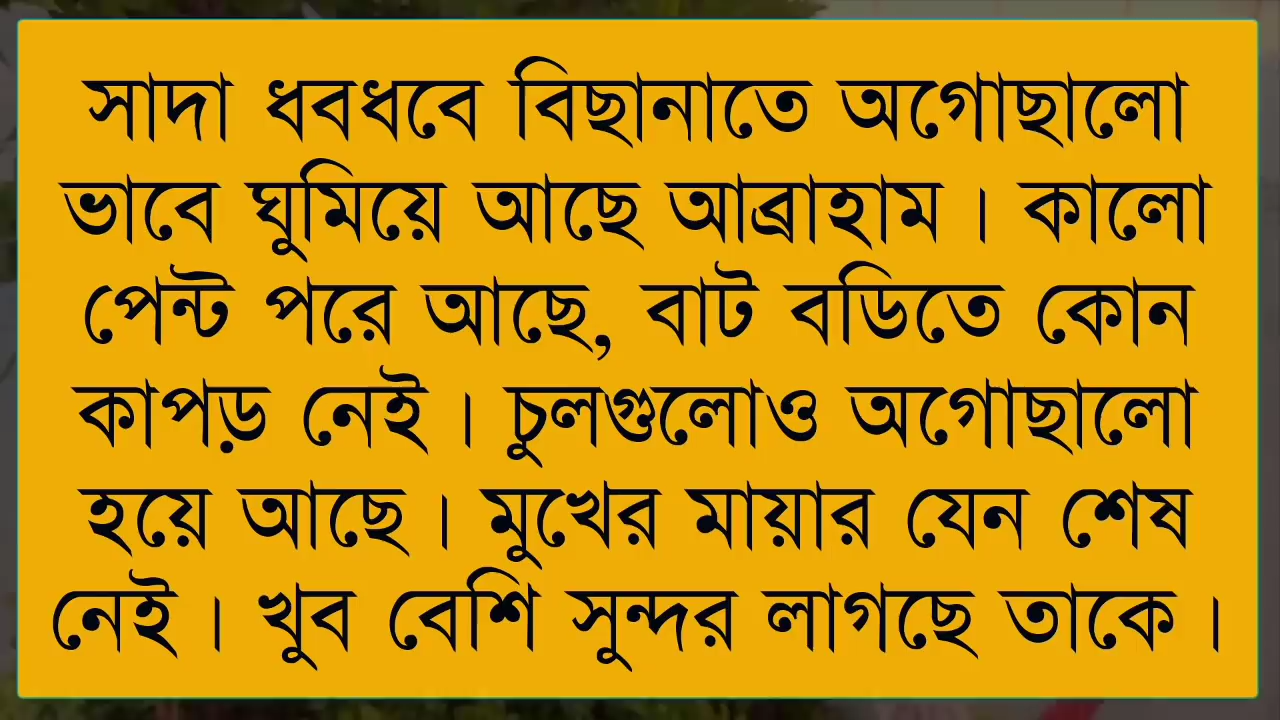 সাদা ধবধবে বিছানাতে অগোছালো
ভাবে ঘুমিয়ে আছে আব্রাহাম । কালো
পেন্ট পরে আছে, বাট বডিতে কোন
কাপড় নেই । চুলগুলোও অগোছালো
হয়ে আছে । মুখের মায়ার যেন শেষ
নেই । খুব বেশি সুন্দর লাগছে তাকে ।